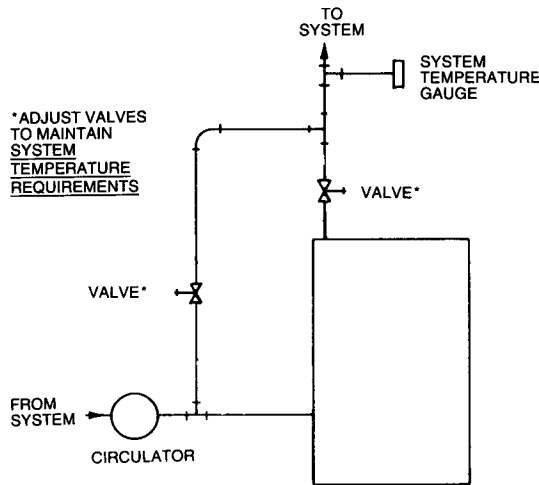 TO
SYSTEM
SYSTEM
TEMPERATURE
GAUGE
*ADJUST VALVES
TO MAINTAIN
SYSTEM
TEMPERATURE
REQUIREMENTS
VALVE*
VALVE*
FROM
SYSTEM
CIRCULATOR